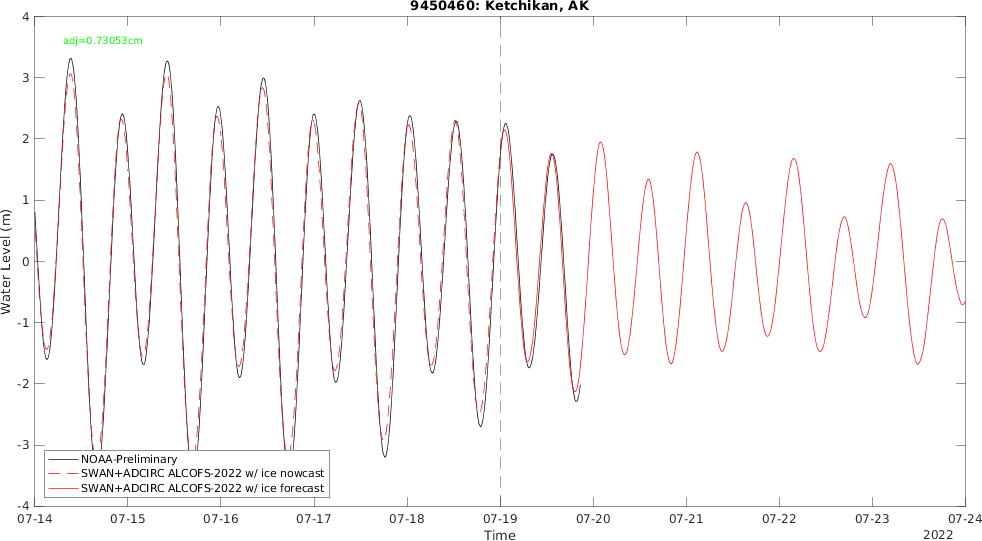 9450460: Ketchikan, AK
adj=0.73053cm
4
3
2
1
0
-1
-2
-3
-4
Water Level (m)
NOAA-Preliminary
SWAN+ADCIRC ALCOFS-2022 w/ ice nowcast
SWAN+ADCIRC ALCOFS-2022 w/ ice forecast
07-14 07-15 07-16 07-17 07-18 07-19 07-20 07-21 07-22 07-23 07-24
Time
2022